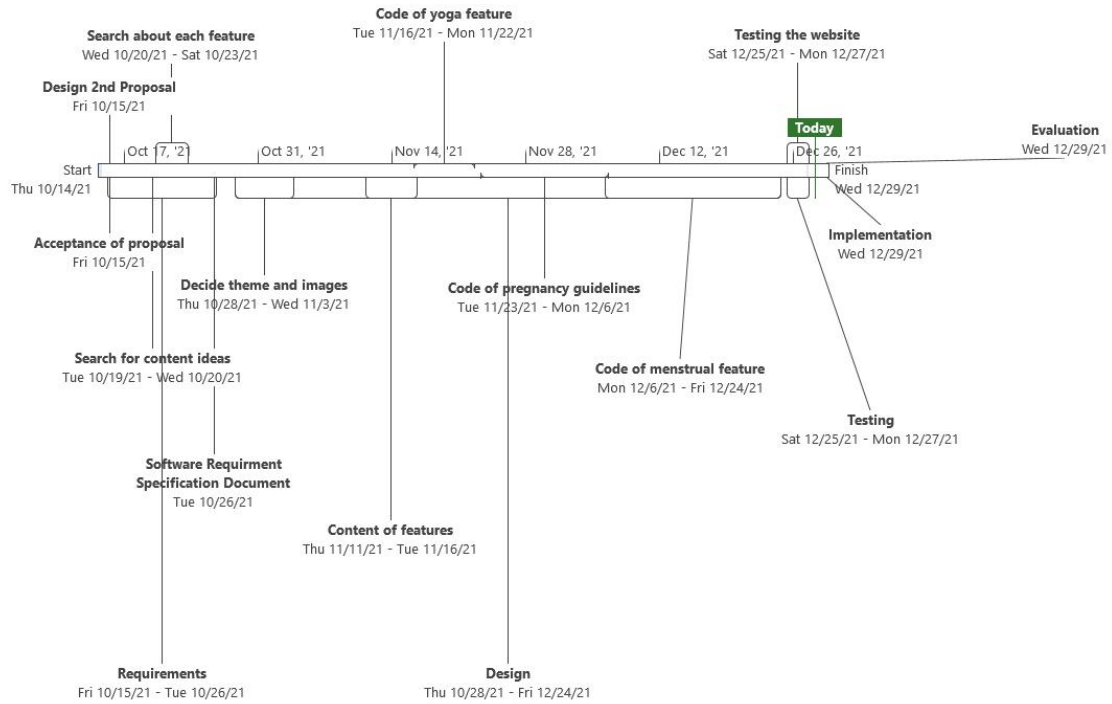 Code of yoga feature
Tue 11/16/21 - Mon 11/22/21
Search about each feature
Wed 10/20/21 - Sat 10/23/21
Testing the website
Sat 12/25/21 - Mon 12/27/21
Design 2nd Proposal
Fri 10/15/21
Today
Evaluation
Wed 12/29/21
Oct 17, '21
Oct 31, '21
Nov 14, '21
Nov 28, '21
Dec 12, '21
Dec 26, '21
Start
Thu 10/14/21
Finish
Wed 12/29/21
Implementation
Wed 12/29/21
Acceptance of proposal
Fri 10/15/21
Decide theme and images
Thu 10/28/21 - Wed 11/3/21
Code of pregnancy guidelines
Tue 11/23/21 - Mon 12/6/21
Search for content ideas
Tue 10/19/21 - Wed 10/20/21
Code of menstrual feature
Mon 12/6/21 - Fri 12/24/21
Testing
Sat 12/25/21 - Mon 12/27/21
Software Requirment
Specification Document
Tue 10/26/21
Content of features
Thu 11/11/21 - Tue 11/16/21
Requirements
Fri 10/15/21 - Tue 10/26/21
Design
Thu 10/28/21 - Fri 12/24/21